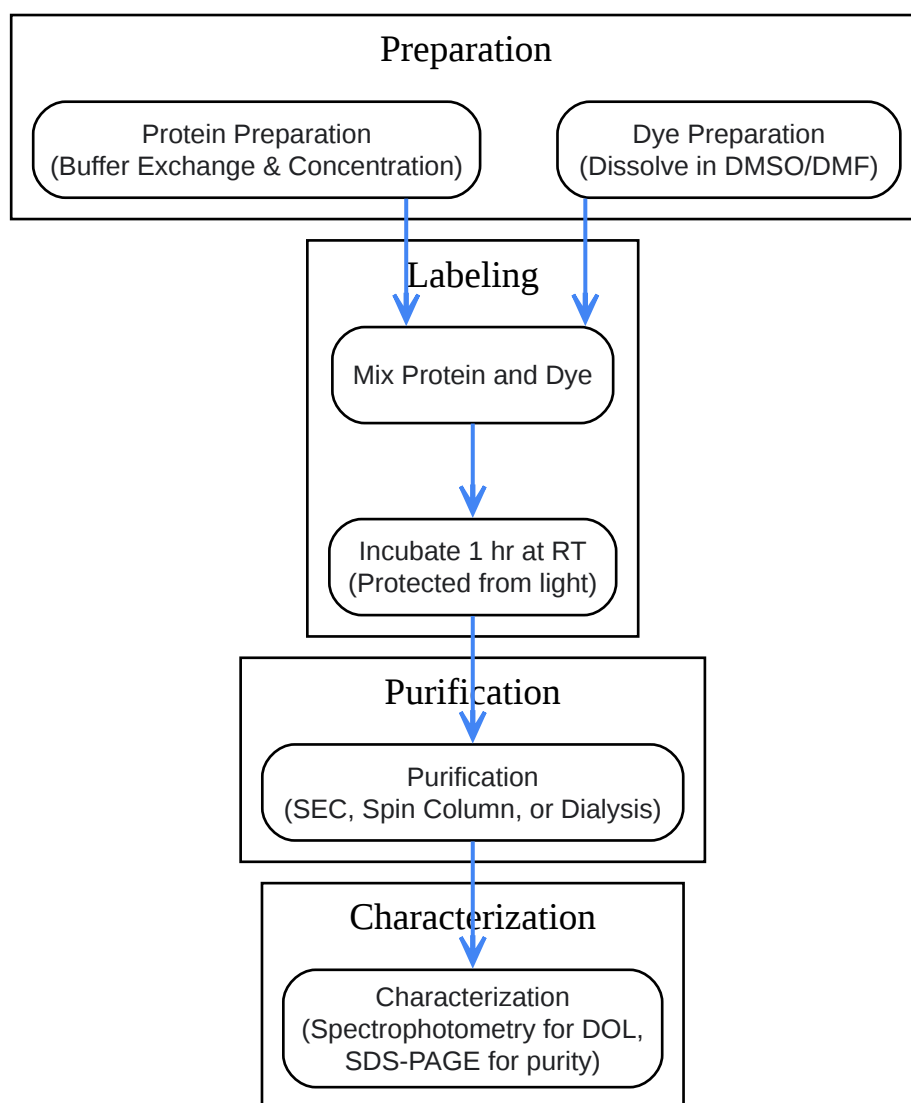 Preparation
Protein Preparation
(Buffer Exchange & Concentration)
Dye Preparation
(Dissolve in DMSO/DMF)
Labeling
Mix Protein and Dye
Incubate 1 hr at RT
(Protected from light)
Purification
Purification
(SEC, Spin Column, or Dialysis)
Characterization
Characterization
(Spectrophotometry for DOL,
SDS-PAGE for purity)